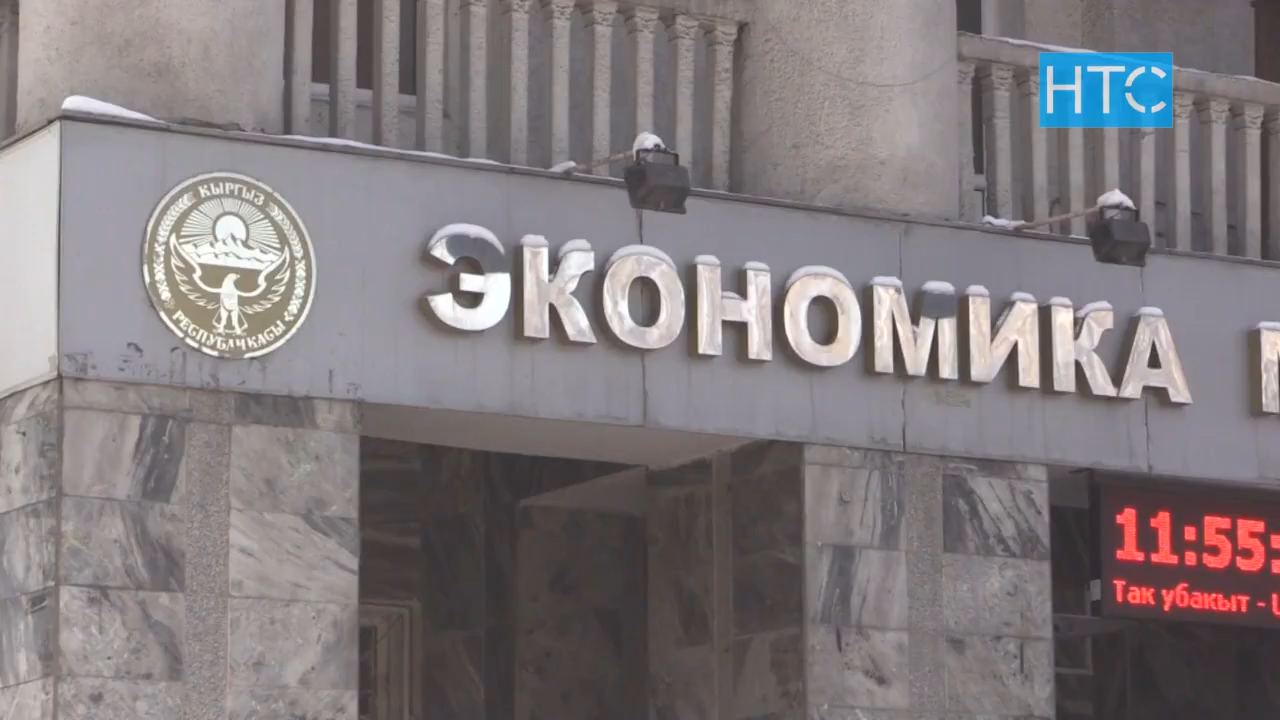 НТС
КЫРГЫЗ
РЕСПУБЛИКАСЫ
ЭКОНОМИКА
11:55:
Так убакыт -